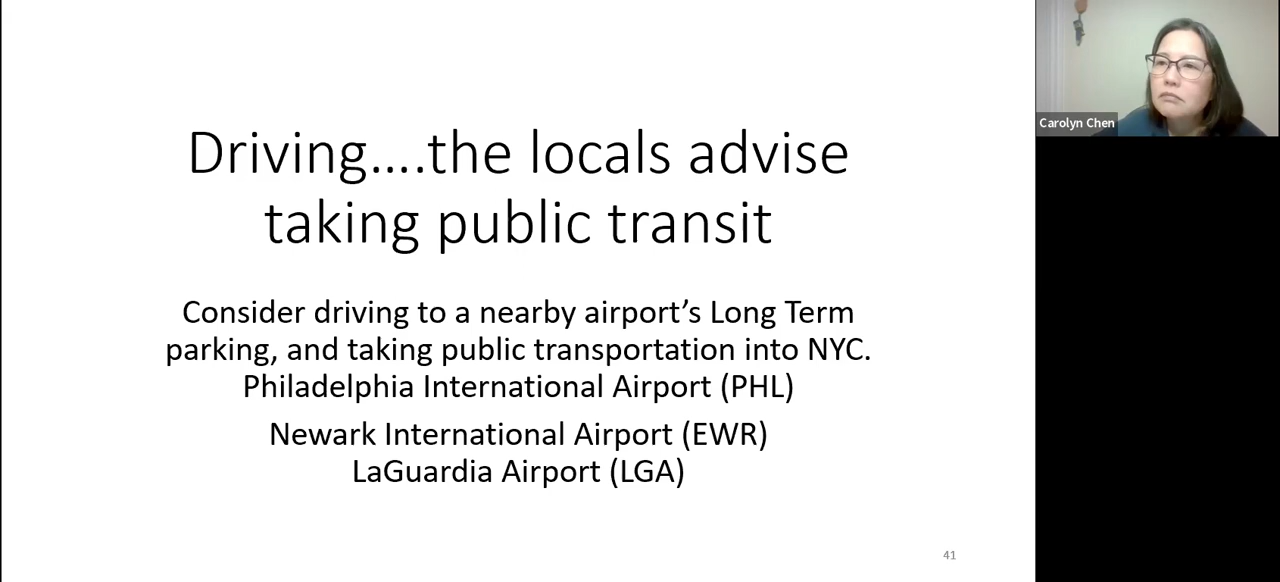 Driving....the locals advise
taking public transit
Consider driving to a nearby airport’s Long Term
parking, and taking public transportation into NYC.
Philadelphia International Airport (PHL)
Newark International Airport (EWR)
LaGuardia Airport (LGA)
41
Carolyn Chen